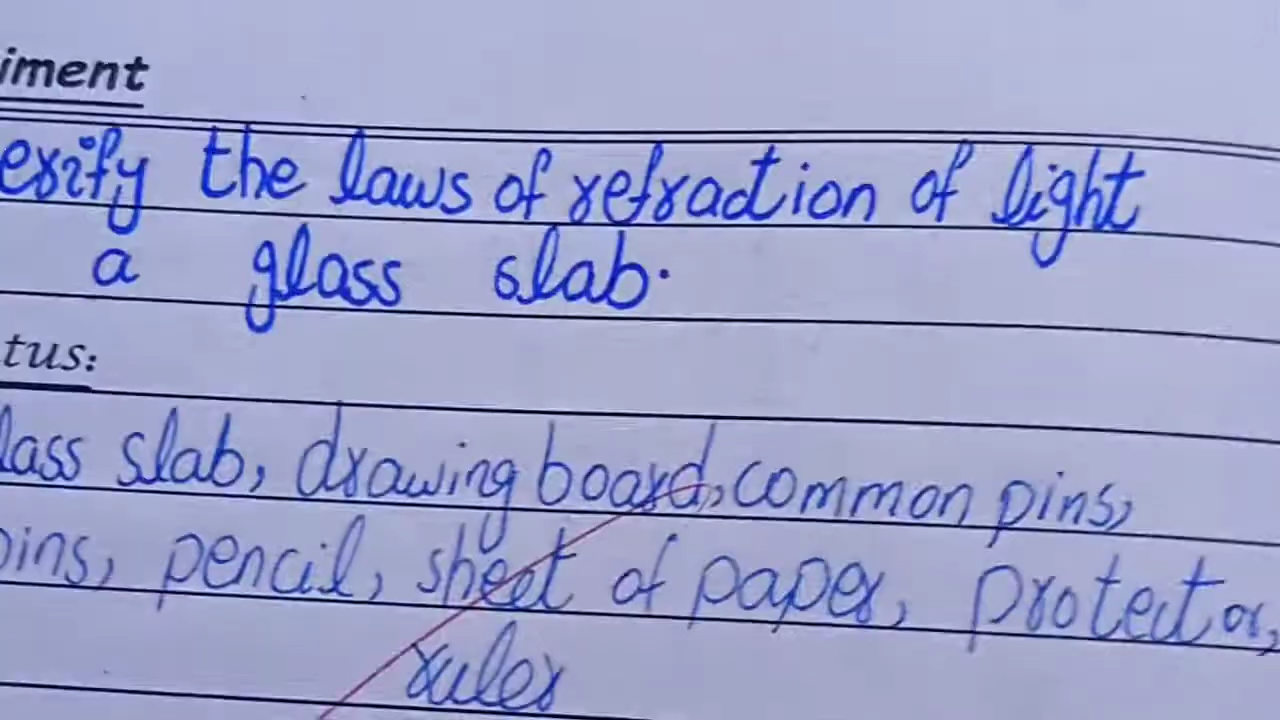 iment
erify the laws of refraction of light
a glass slab.
tus:
lass slab, drawing board, common pins,
pins, pencil, sheet of paper, protector,
ruler